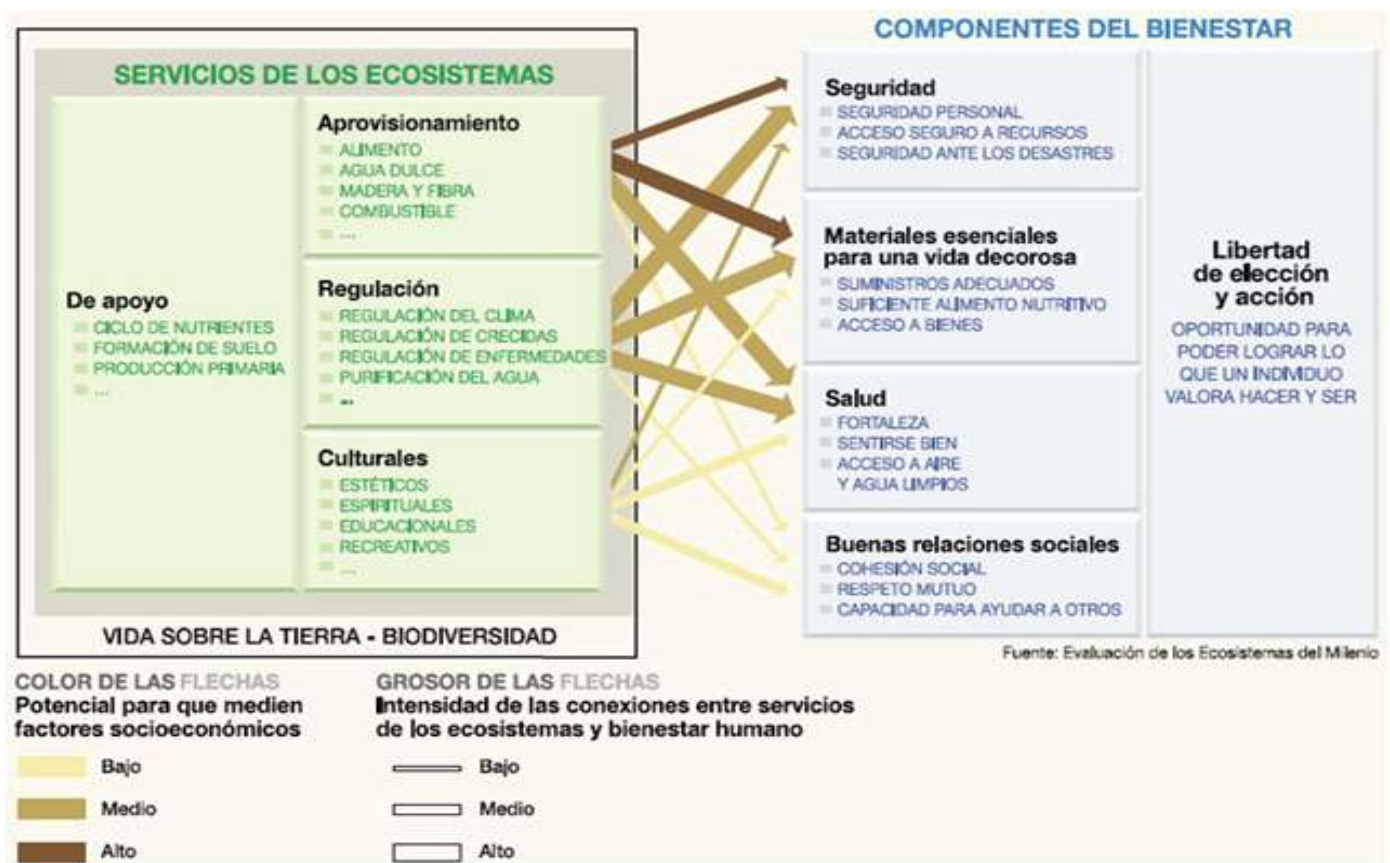 COMPONENTES DEL BIENESTAR
SERVICIOS DE LOS ECOSISTEMAS
De apoyo
CICLO DE NUTRIENTES
FORMACIÓN DE SUELO
PRODUCCIÓN PRIMARIA
...
Aprovisionamiento
ALIMENTO
AGUA DULCE
MADERA Y FIBRA
COMBUSTIBLE
...
Regulación
REGULACIÓN DEL CLIMA
REGULACIÓN DE CRECIDAS
REGULACIÓN DE ENFERMEDADES
PURIFICACIÓN DEL AGUA
...
Culturales
ESTÉTICOS
ESPIRITUALES
EDUCACIONALES
RECREATIVOS
...
VIDA SOBRE LA TIERRA - BIODIVERSIDAD
Seguridad
SEGURIDAD PERSONAL
ACCESO SEGURO A RECURSOS
SEGURIDAD ANTE LOS DESASTRES
Materiales esenciales
para una vida decorosa
SUMINISTROS ADECUADOS
SUFICIENTE ALIMENTO NUTRITIVO
ACCESO A BIENES
Salud
FORTALEZA
SENTIRSE BIEN
ACCESO A AIRE
Y AGUA LIMPIOS
Buenas relaciones sociales
COHESIÓN SOCIAL
RESPETO MUTUO
CAPACIDAD PARA AYUDAR A OTROS
Libertad
de elección
y acción
OPORTUNIDAD PARA
PODER LOGRAR LO
QUE UN INDIVIDUO
VALORA HACER Y SER
Fuente: Evaluación de los Ecosistemas del Milenio
COLOR DE LAS FLECHAS
Potencial para que medien
factores socioeconómicos
Bajo
Medio
Alto
GROSOR DE LAS FLECHAS
Intensidad de las conexiones entre servicios
de los ecosistemas y bienestar humano
Bajo
Medio
Alto